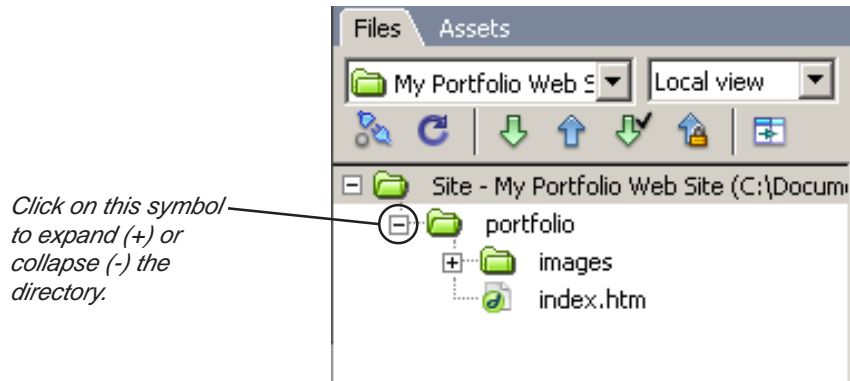 Files Assets
My Portfolio Web S Local view
Site - My Portfolio Web Site (C:\Docum
Click on this symbol
to expand (+) or
collapse (-) the
directory.
portfolio
images
index.htm